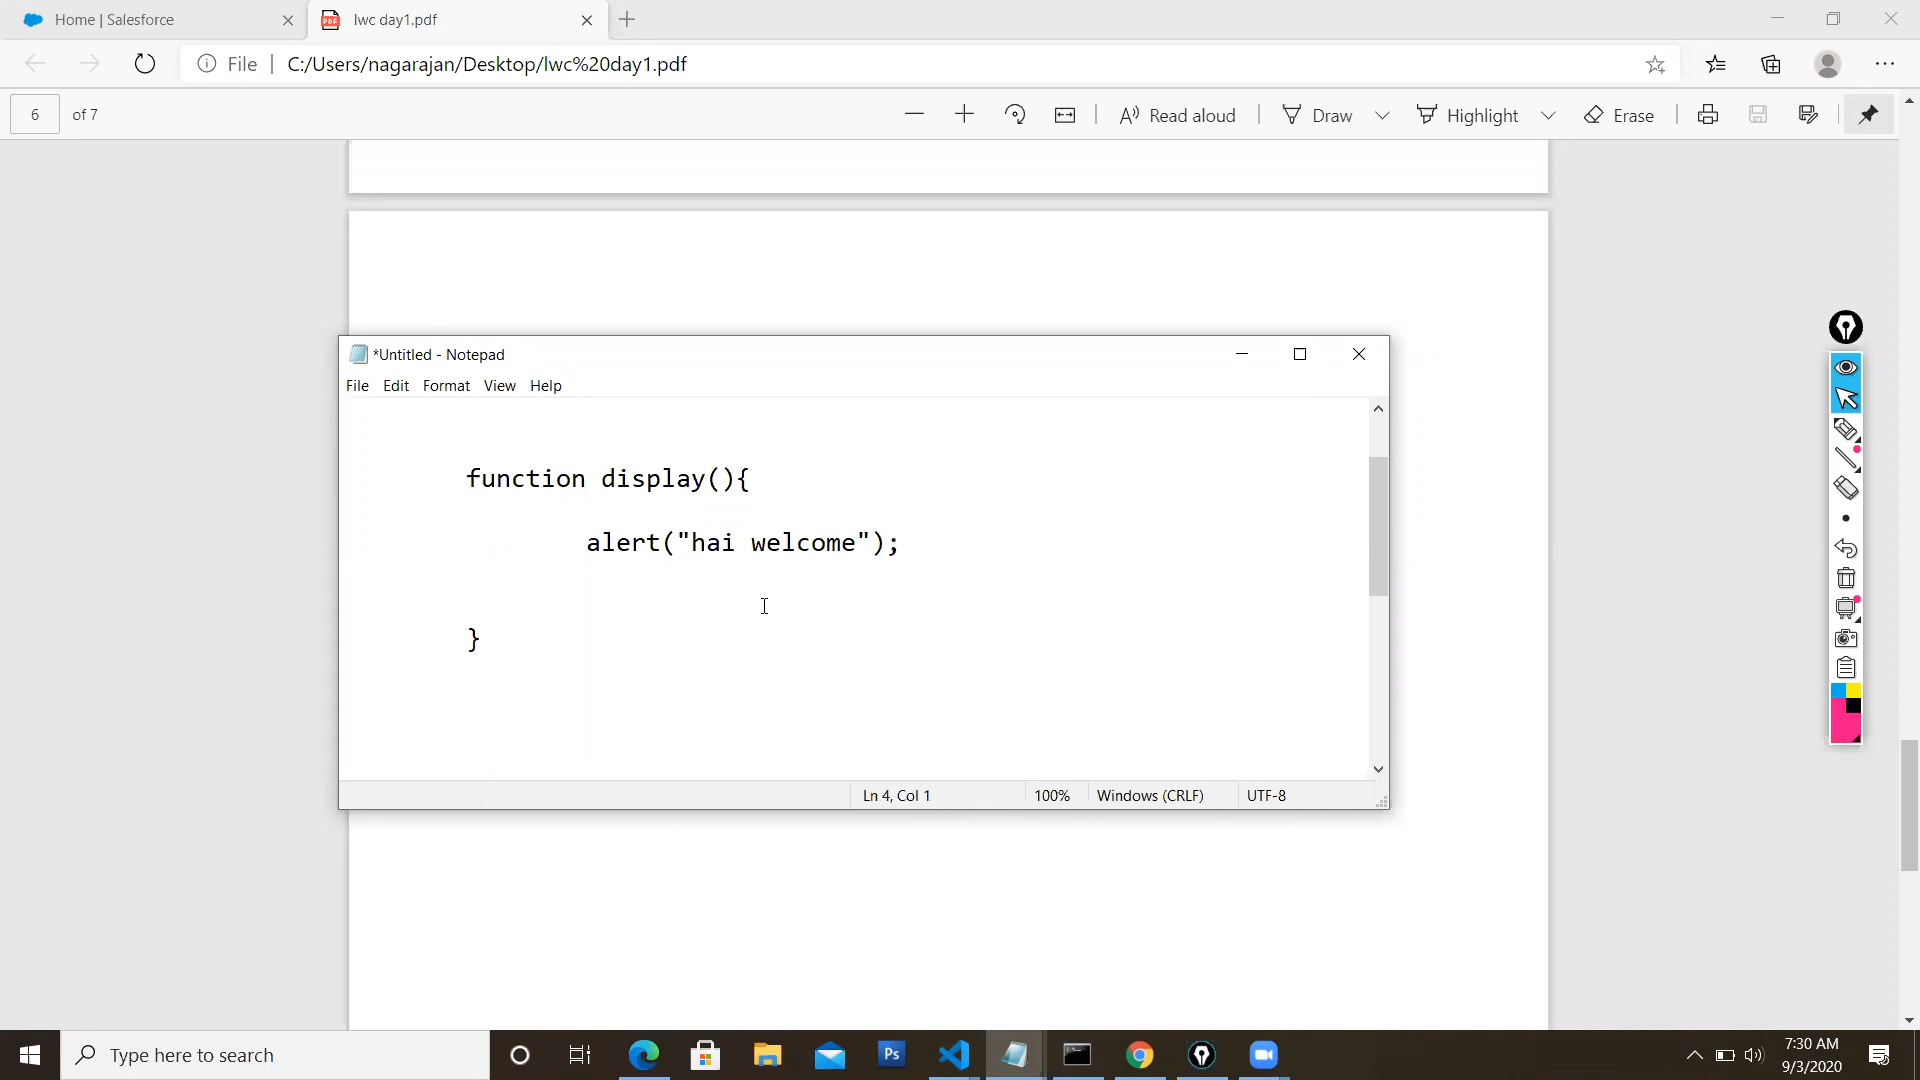 Home | Salesforce
lwc day1.pdf
File | C:/Users/nagarajan/Desktop/lwc%20day1.pdf
6 of 7
Read aloud
Draw
Highlight
Erase
*Untitled - Notepad
File Edit Format View Help
function display(){
alert("hai welcome");
}
Ln 4, Col 1
100%
Windows (CRLF)
UTF-8
Type here to search
Ps
7:30 AM
9/3/2020